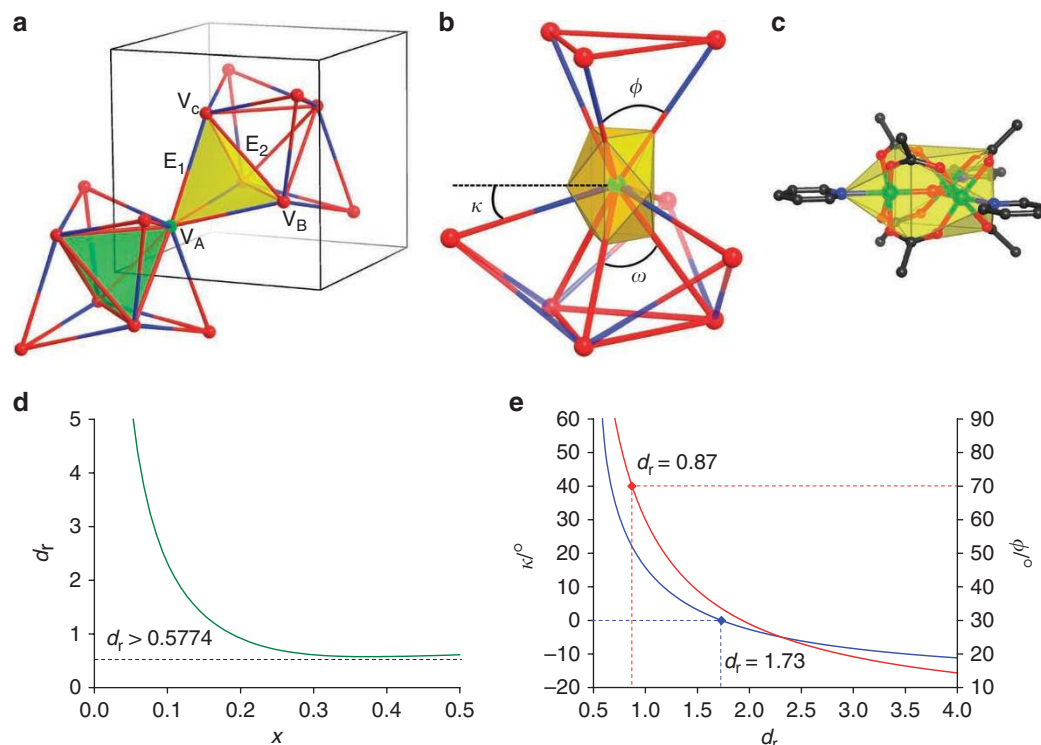 a
b
c
V_C
E_1
E_2
V_B
V_A
ϕ
κ
ω
d
5
4
3
2
1
0
d_r
d_r > 0.5774
0.0 0.1 0.2 0.3 0.4 0.5
x
e
60
50
40
30
20
10
0
−10
−20
κ/°
d_r = 0.87
d_r = 1.73
90
80
70
60
50
40
30
20
10
ϕ/°
0.5 1.0 1.5 2.0 2.5 3.0 3.5 4.0
d_r